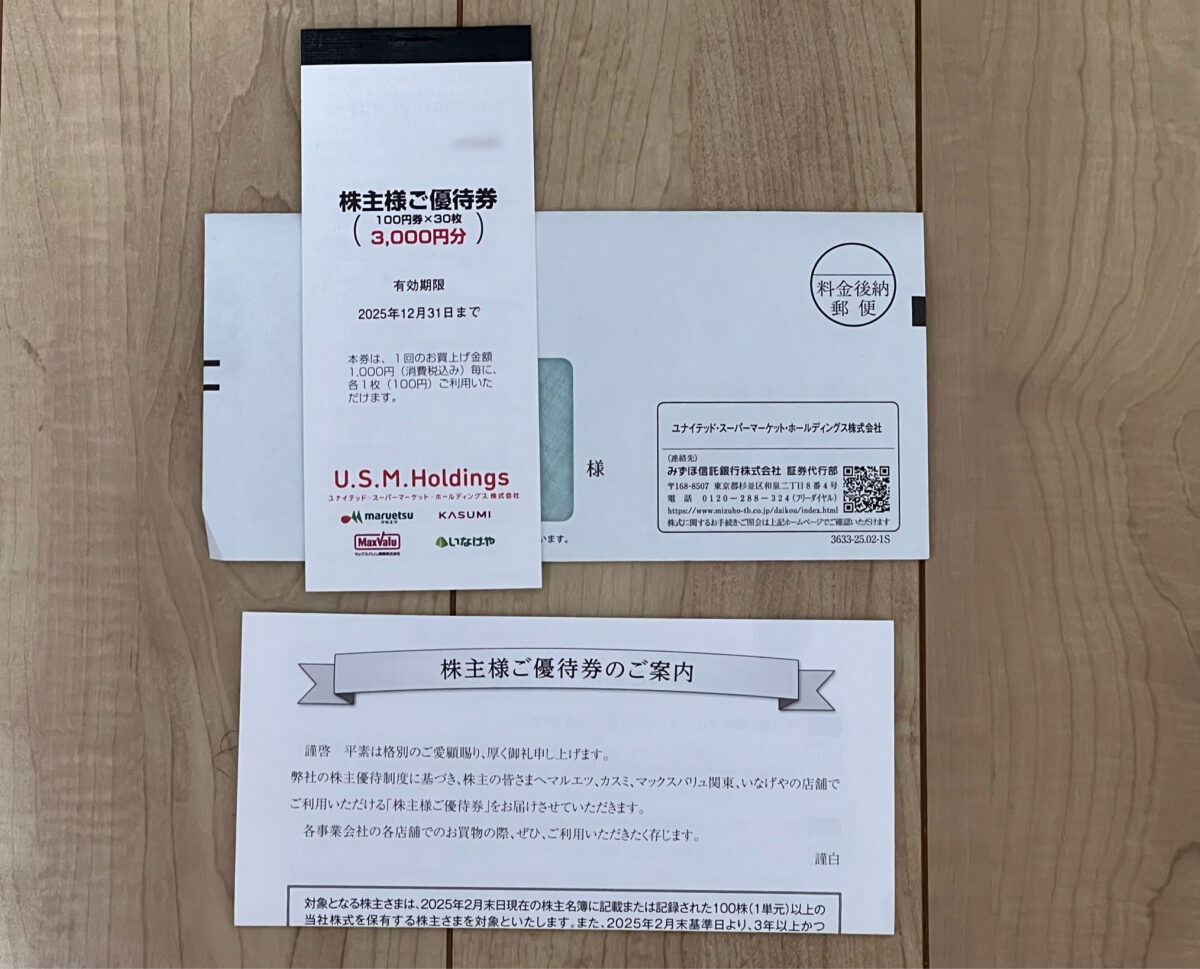 株主様ご優待券
(100円券×30枚
3,000円分)
有効期限
2025年12月31日まで
本券は、1回のお買上げ金額
1,000円（消費税込み）毎に、
各1枚（100円）ご利用いた
だけます。
U.S.M.Holdings
ユナイテッド・スーパーマーケット・ホールディングス株式会社
maruetsu
マルエツ
KASUMI
MaxValu
いなげや
料金後納
郵便
様
います。
ユナイテッド・スーパーマーケット・ホールディングス株式会社
（連絡先）
みずほ信託銀行株式会社 証券代行部
〒168-8507 東京都杉並区和泉二丁目8番4号
電話 0120-288-324（フリーダイヤル）
https://www.mizuho-tb.co.jp/daikou/index.html
株式に関するお手続き・ご照会は上記ホームページでご確認いただけます
3633-25.02-1S
株主様ご優待券のご案内
謹啓　平素は格別のご愛顧賜り、厚く御礼申し上げます。
弊社の株主優待制度に基づき、株主の皆さまへマルエツ、カスミ、マックスバリュ関東、いなげやの店舗で
ご利用いただける「株主様ご優待券」をお届けさせていただきます。
各事業会社の各店舗でのお買物の際、ぜひ、ご利用いただきたく存じます。
謹白
対象となる株主さまは、2025年2月末日現在の株主名簿に記載または記録された100株（1単元）以上の
当社株式を保有する株主さまを対象といたします。また、2025年2月末基準日より、3年以上かつ